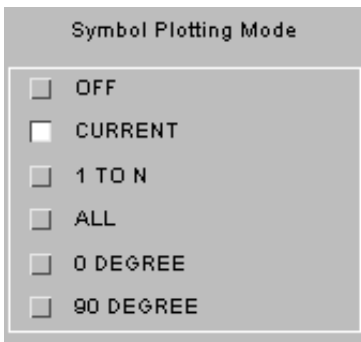 Symbol Plotting Mode
OFF
CURRENT
1 TO N
ALL
0 DEGREE
90 DEGREE